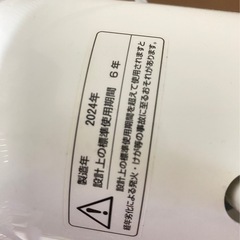 製造年　2024年
設計上の標準使用期間　6年
設計上の標準使用期間を超えて使用されますと
経年劣化による発火・けが等の事故に至るおそれがあります。